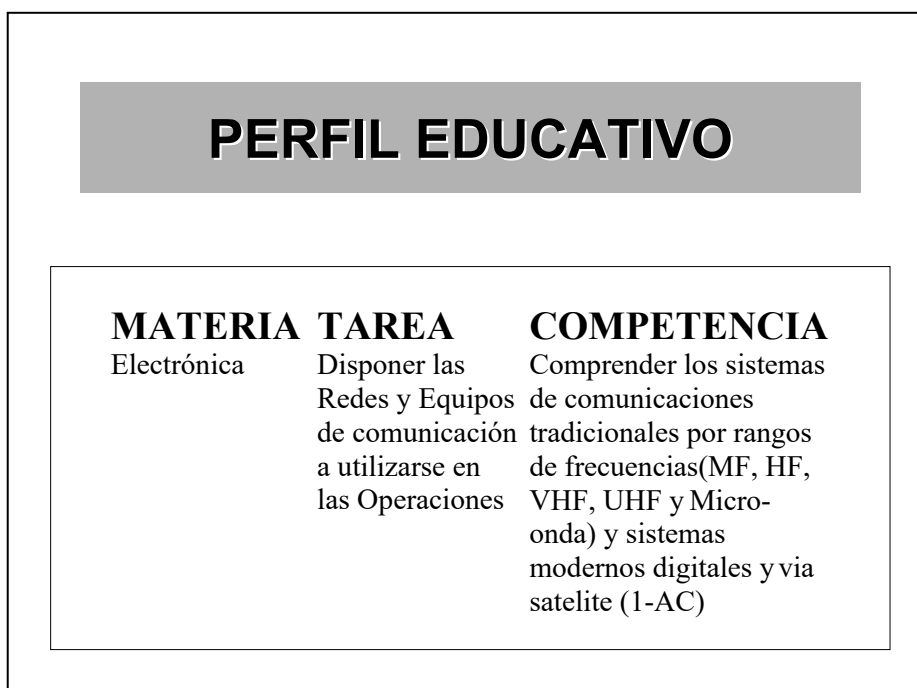 PERFIL EDUCATIVO
MATERIA TAREA COMPETENCIA
Electrónica Disponer las Comprender los sistemas
Redes y Equipos de comunicaciones
de comunicación tradicionales por rangos
a utilizarse en de frecuencias(MF, HF,
las Operaciones VHF, UHF y Micro-
onda) y sistemas
modernos digitales y via
satelite (1-AC)